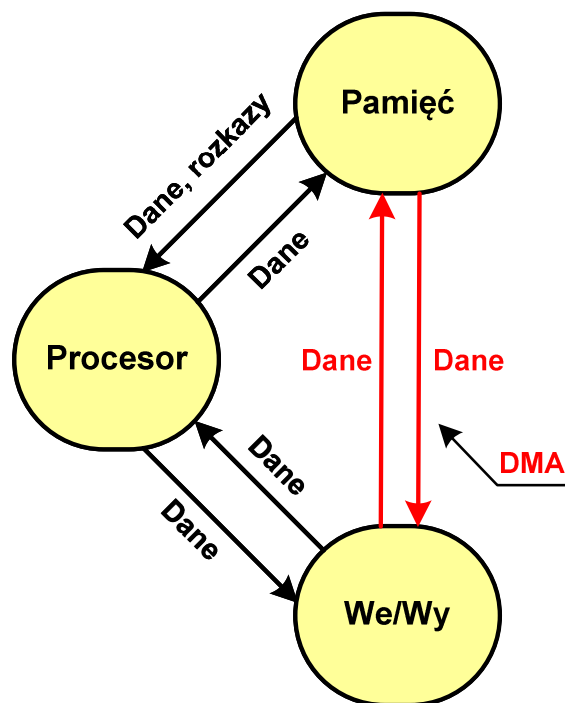 Pamięć
Dane, rozkazy
Dane
Procesor
Dane
Dane
DMA
Dane
Dane
We/Wy